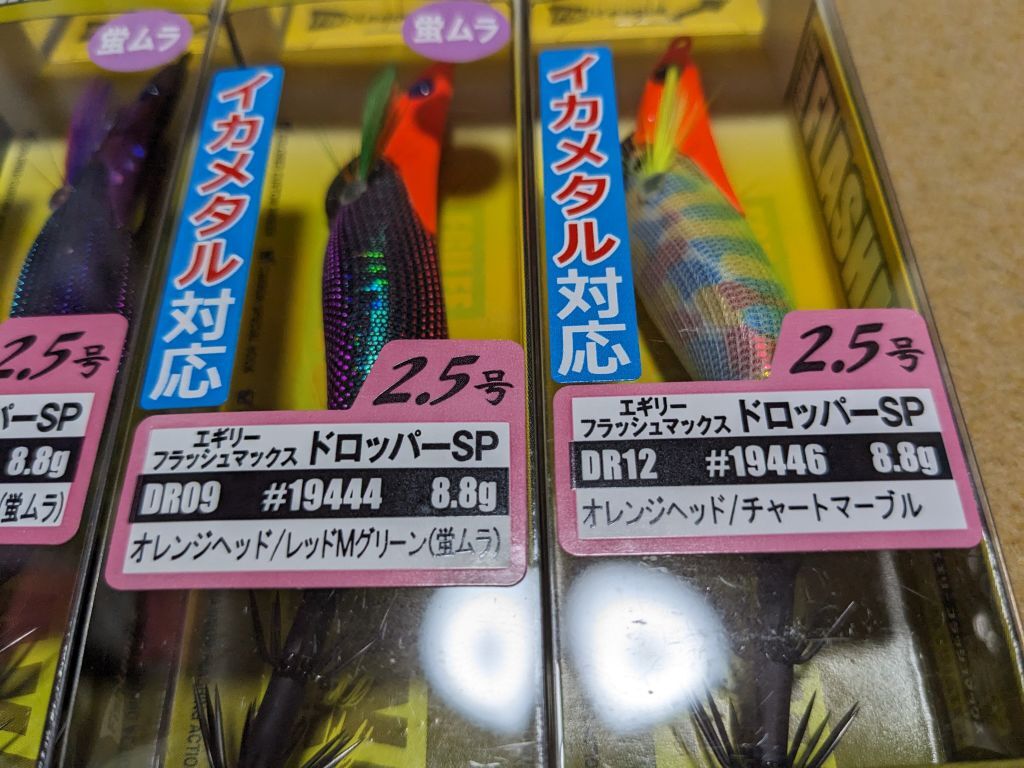 蛍ムラ
2.5号
パーSP
8.8g
(蛍ムラ)
蛍ムラ
イカメタル対応
2.5号
エギリー
フラッシュマックス ドロッパーSP
DR09 #19444 8.8g
オレンジヘッド/レッドMグリーン(蛍ムラ)
イカメタル対応
2.5号
エギリー
フラッシュマックス ドロッパーSP
DR12 #19446 8.8g
オレンジヘッド/チャートマーブル
FLASH